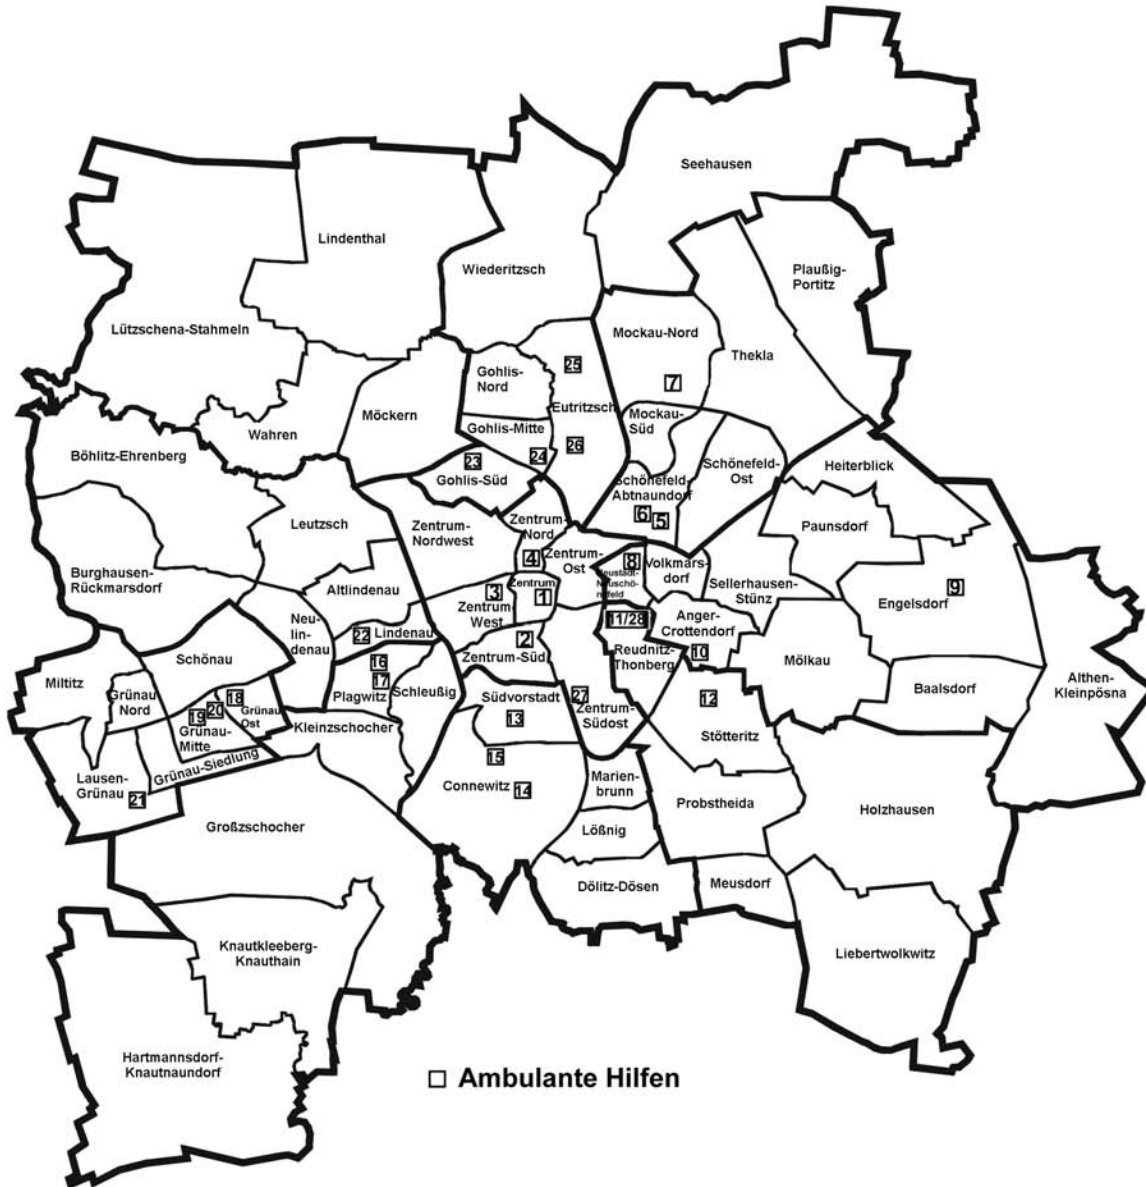 Seehausen
Lindenthal
Wiederitzsch
Plaußig-
Portitz
Lützschena-Stahmeln
Mockau-Nord
Thekla
25
Gohlis-
Nord
7
Möckern
Eutritzsch
Mockau-
Süd
Wahren
Gohlis-Mitte
26
Böhlitz-Ehrenberg
24
23
Gohlis-Süd
Schönefeld-
Ost
Heiterblick
Schönefeld-
Abtnaundorf
6
5
Leutzsch
Zentrum-
Nordwest
Zentrum-
Nord
Paunsdorf
4
Zentrum-
Ost
8
Volkmars-
dorf
Neustadt-
Neuschö-
nefeld
Burghausen-
Rückmarsdorf
Altlindenau
3
Zentrum
1
Sellerhausen-
Stünz
9
Engelsdorf
Zentrum-
West
Neu-
lin-
denau
22
Lindenau
11/28
Anger-
Crottendorf
10
2
Zentrum-Süd
Reudnitz-
Thonberg
Schönau
16
Mölkau
17
Plagwitz
Schleußig
Miltitz
Grünau
Nord
18
20
19
Grünau
Ost
Grünau-
Mitte
Südvorstadt
13
27
Zentrum-
Südost
12
Stötteritz
Baalsdorf
Althen-
Kleinpösna
Kleinzschocher
Grünau-Siedlung
15
Lausen-
Grünau
21
Connewitz
14
Marien-
brunn
Probstheida
Holzhausen
Großzschocher
Lößnig
Dölitz-Dösen
Meusdorf
Knautkleeberg-
Knauthain
Liebertwolkwitz
Hartmannsdorf-
Knautnaundorf
Ambulante Hilfen